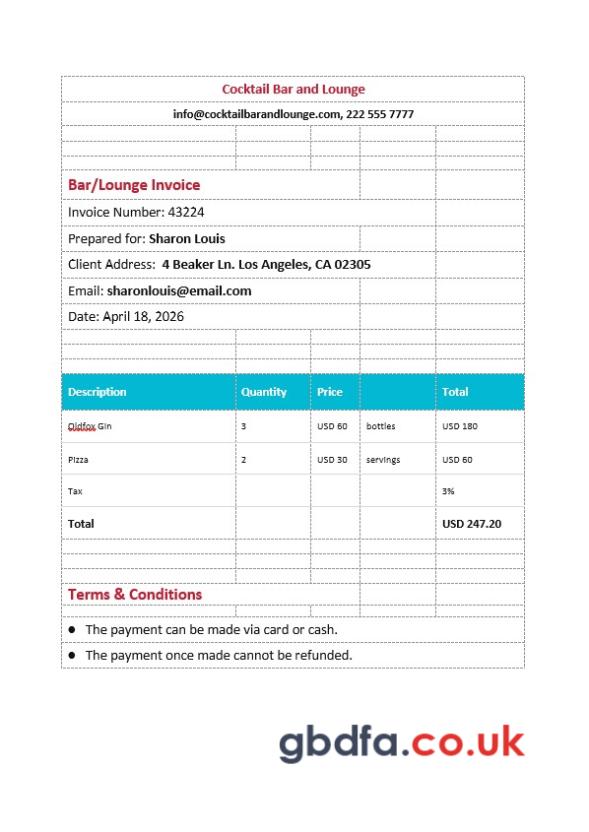 Cocktail Bar and Lounge
info@cocktailbarandlounge.com, 222 555 7777
Bar/Lounge Invoice
Invoice Number: 43224
Prepared for: Sharon Louis
Client Address: 4 Beaker Ln. Los Angeles, CA 02305
Email: sharonlouis@email.com
Date: April 18, 2026
Description Quantity Price Total
Oldfox Gin 3 USD 60 bottles USD 180
Pizza 2 USD 30 servings USD 60
Tax 3%
Total USD 247.20
Terms & Conditions
• The payment can be made via card or cash.
• The payment once made cannot be refunded.
gbdfa.co.uk